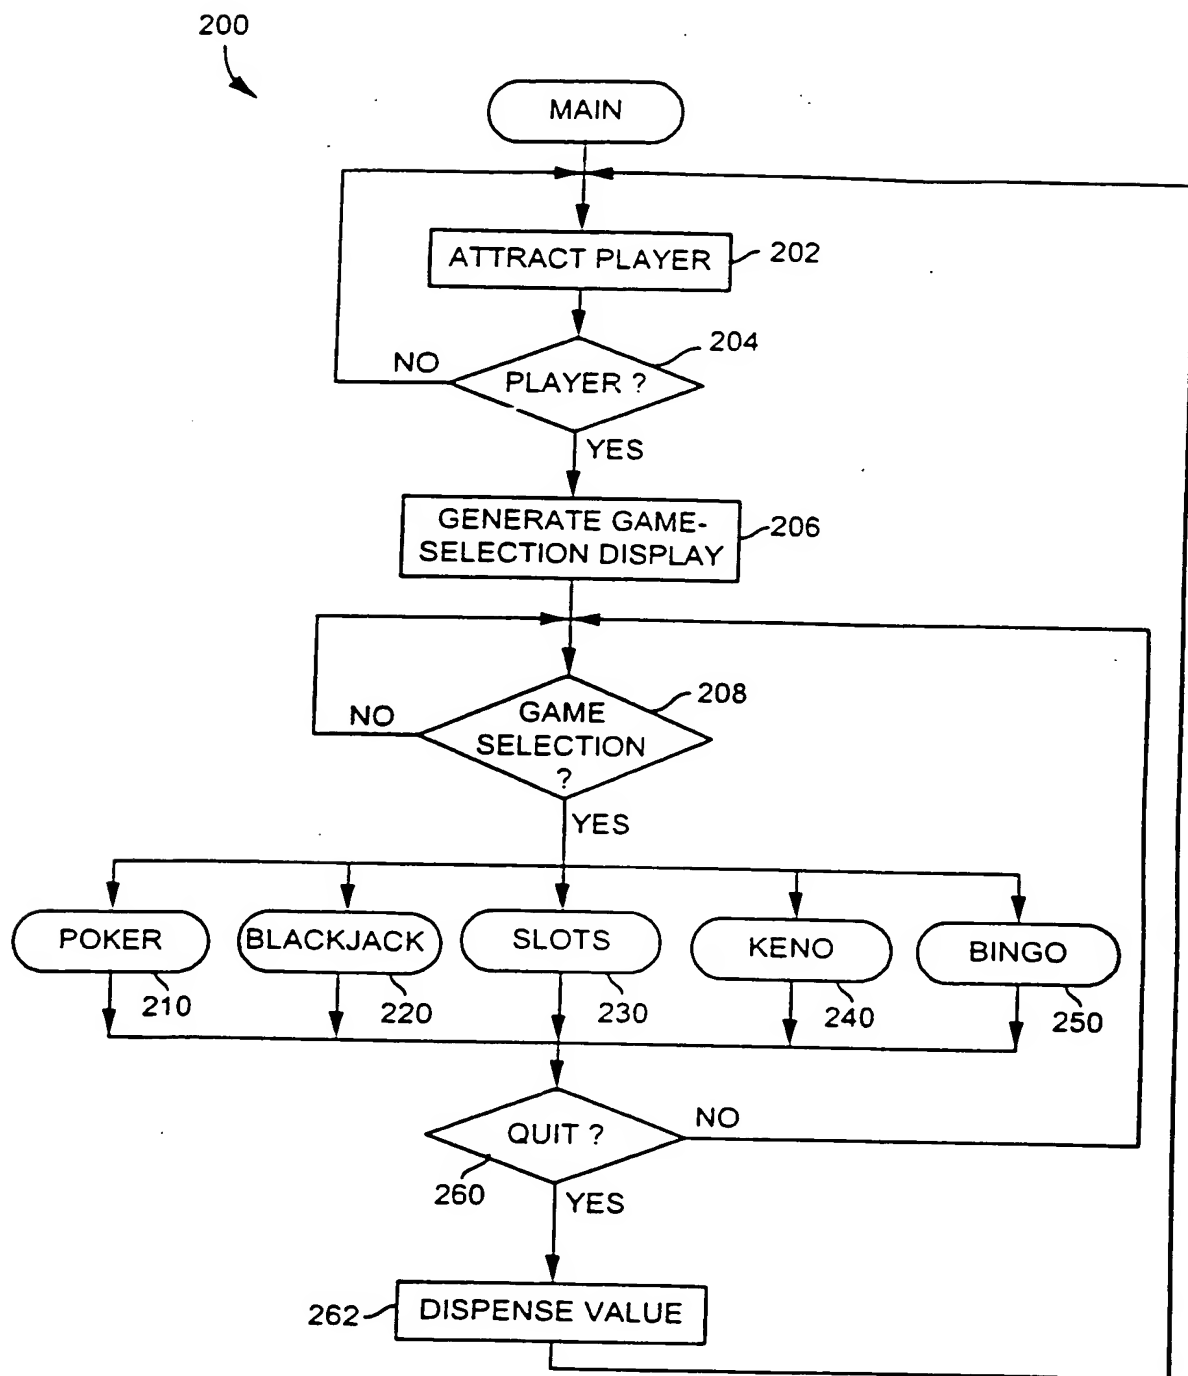 200
MAIN
ATTRACT PLAYER
202
PLAYER ?
204
NO
YES
GENERATE GAME-
SELECTION DISPLAY
206
GAME
SELECTION
?
208
NO
YES
POKER
BLACKJACK
SLOTS
KENO
BINGO
210
220
230
240
250
QUIT ?
NO
260
YES
262
DISPENSE VALUE